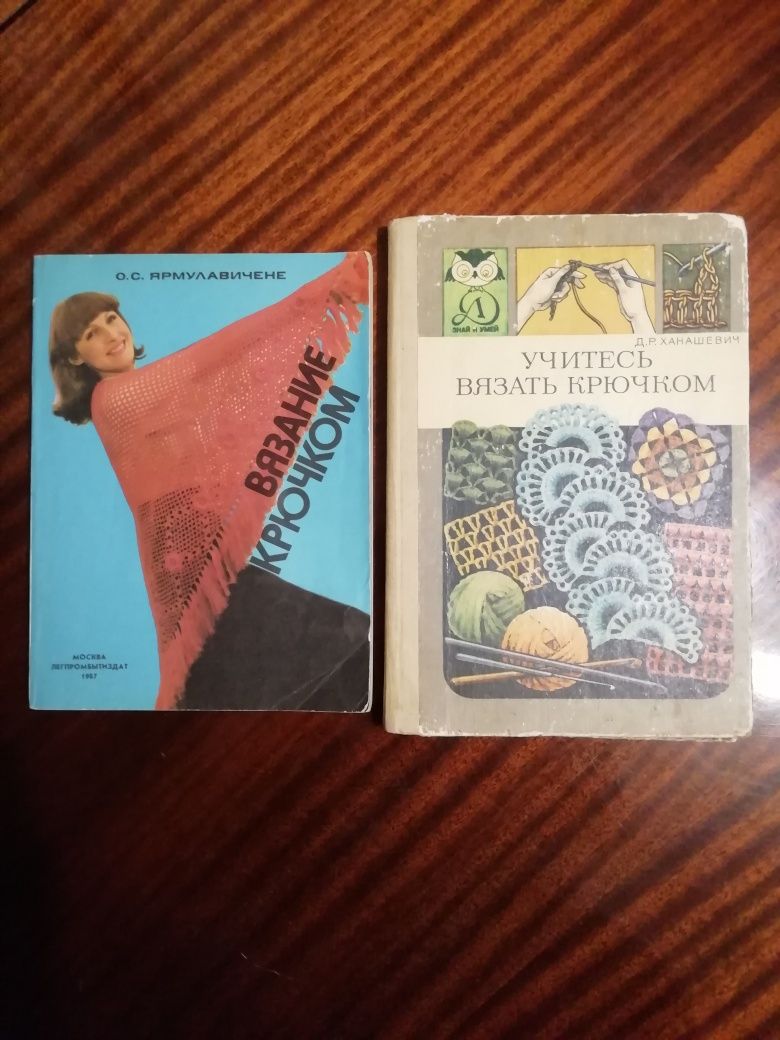 О.С. ЯРМУЛАВИЧЕНЕ
ВЯЗАНИЕ
КРЮЧКОМ
МОСКВА
ЛЕГПРОМБЫТИЗДАТ
1987
ЗНАЙ и УМЕЙ
Д.Р. ХАНАШЕВИЧ
УЧИТЕСЬ
ВЯЗАТЬ КРЮЧКОМ